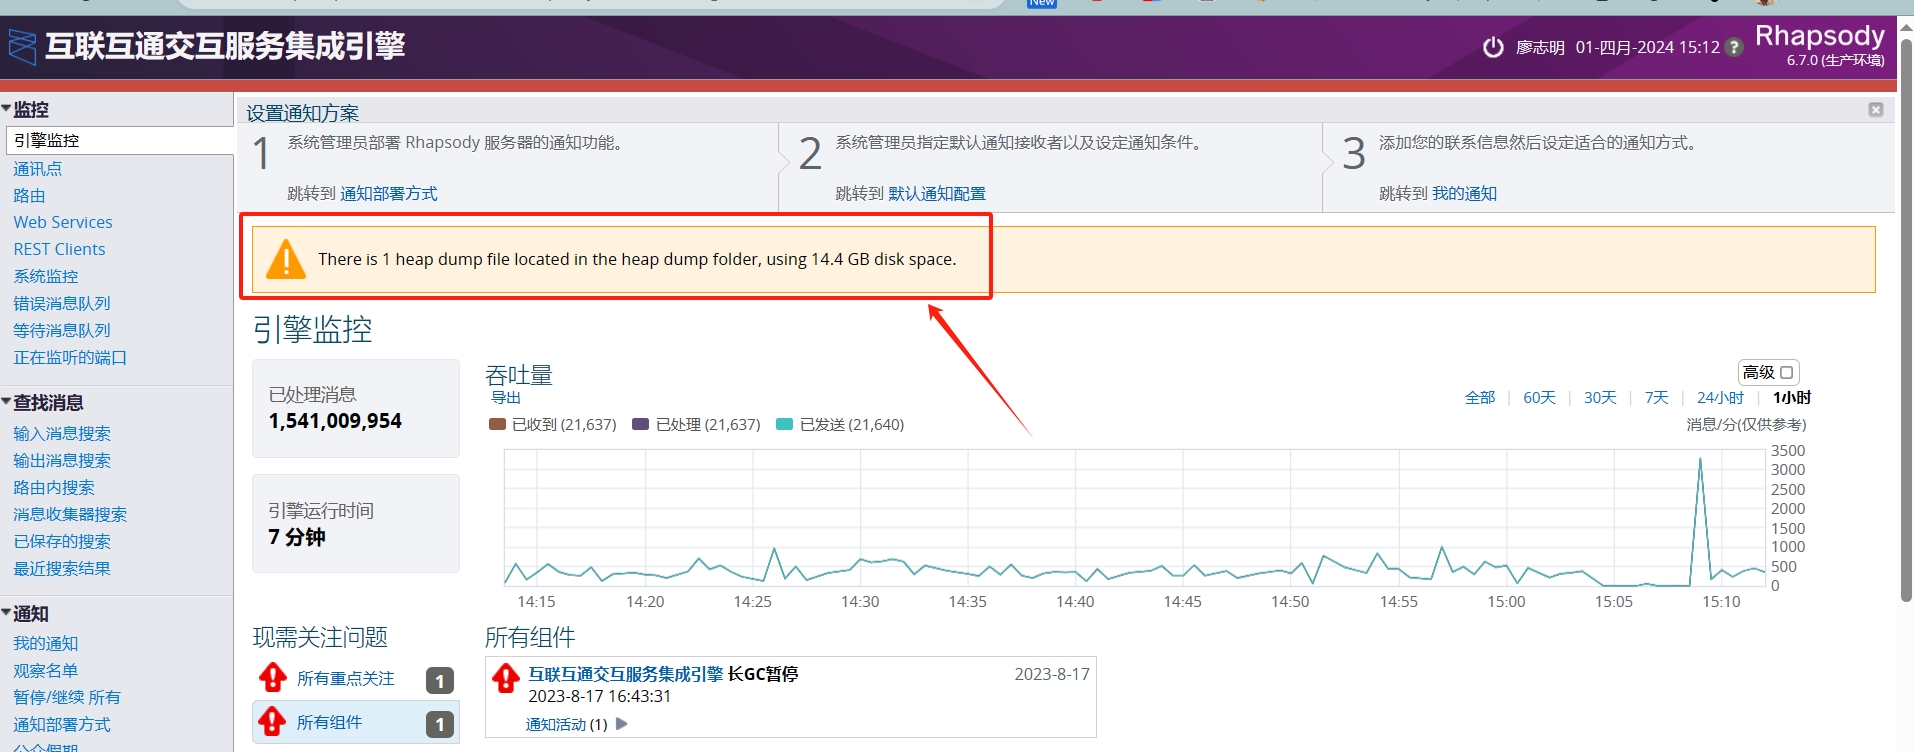 New
互联互通交互服务集成引擎
廖志明 01-四月-2024 15:12 ?
Rhapsody
6.7.0 (生产环境)
监控
引擎监控
通讯点
路由
Web Services
REST Clients
系统监控
错误消息队列
等待消息队列
正在监听的端口
查找消息
输入消息搜索
输出消息搜索
路由内搜索
消息收集器搜索
已保存的搜索
最近搜索结果
通知
我的通知
观察名单
暂停/继续 所有
通知部署方式
公众假期
设置通知方案
1 系统管理员部署 Rhapsody 服务器的通知功能。
跳转到 通知部署方式
2 系统管理员指定默认通知接收者以及设定通知条件。
跳转到 默认通知配置
3 添加您的联系信息然后设定适合的通知方式。
跳转到 我的通知
There is 1 heap dump file located in the heap dump folder, using 14.4 GB disk space.
引擎监控
已处理消息
1,541,009,954
引擎运行时间
7 分钟
吞吐量
导出
高级
全部 | 60天 | 30天 | 7天 | 24小时 | 1小时
已收到 (21,637) 已处理 (21,637) 已发送 (21,640)
消息/分(仅供参考)
3500
3000
2500
2000
1500
1000
500
0
14:15 14:20 14:25 14:30 14:35 14:40 14:45 14:50 14:55 15:00 15:05 15:10
现需关注问题
所有重点关注 1
所有组件 1
所有组件
互联互通交互服务集成引擎 长GC暂停 2023-8-17
2023-8-17 16:43:31
通知活动 (1)